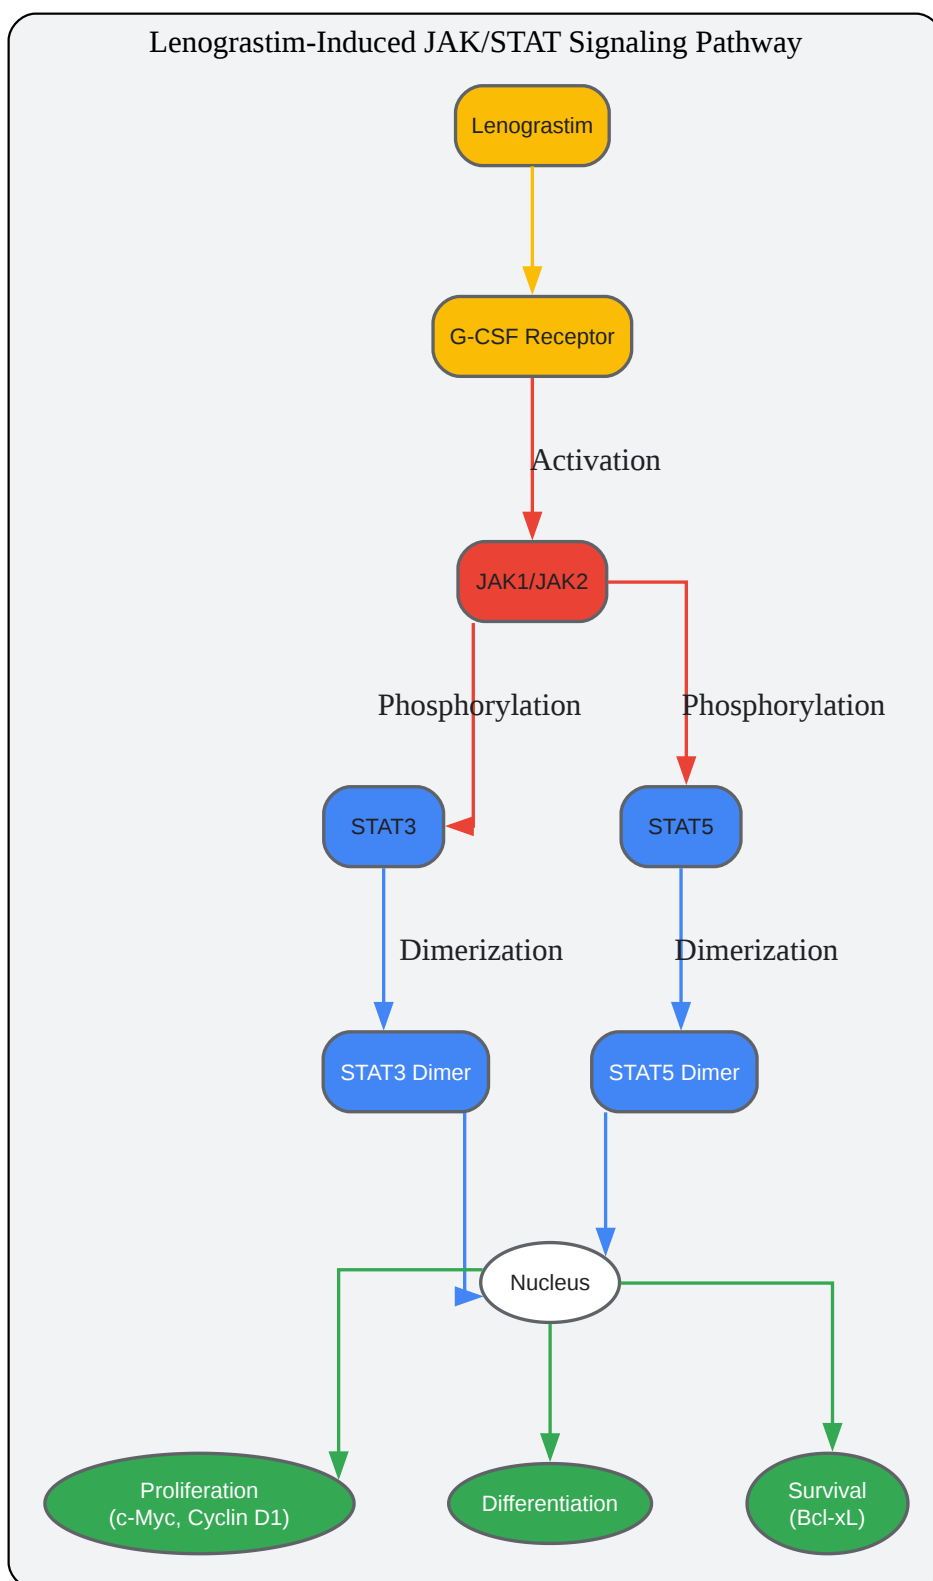 Lenograstim-Induced JAK/STAT Signaling Pathway
Lenograstim
G-CSF Receptor
Activation
JAK1/JAK2
Phosphorylation
Phosphorylation
STAT3
STAT5
Dimerization
Dimerization
STAT3 Dimer
STAT5 Dimer
Nucleus
Proliferation
(c-Myc, Cyclin D1)
Differentiation
Survival
(Bcl-xL)